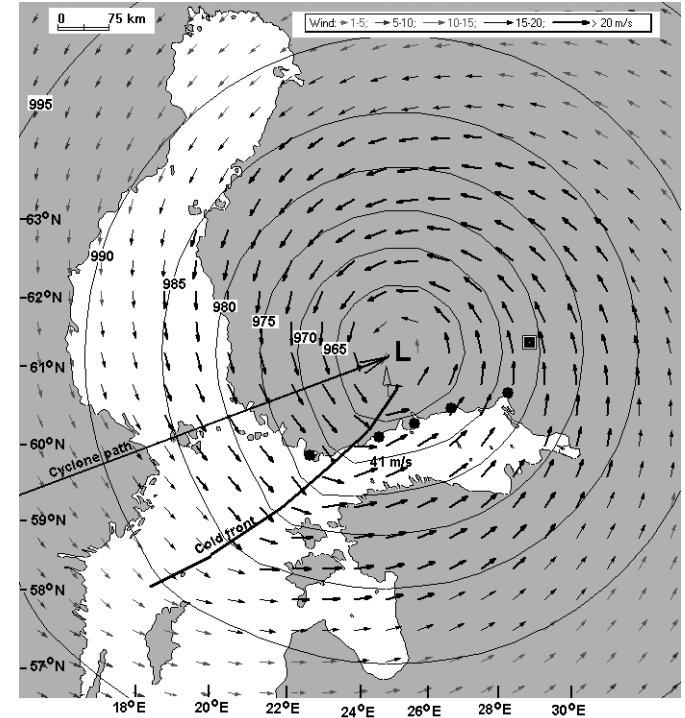 0 75 km
Wind: 1-5; 5-10; 10-15; 15-20; > 20 m/s
995
63°N
990
985
62°N
980
975
970
965
L
61°N
60°N
Cyclone path
41 m/s
59°N
Cold front
58°N
57°N
18°E 20°E 22°E 24°E 26°E 28°E 30°E